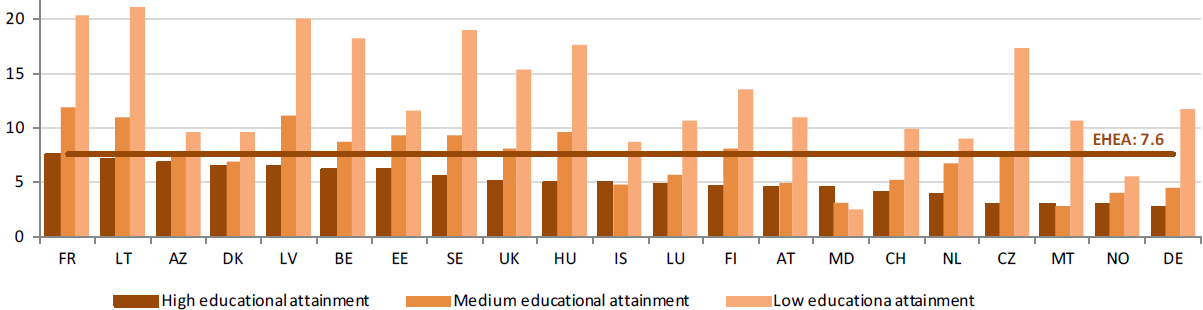 20
15
10
5
0
EHEA: 7.6
FR LT AZ DK LV BE EE SE UK HU IS LU FI AT MD CH NL CZ MT NO DE
High educational attainment Medium educational attainment Low educationa attainment